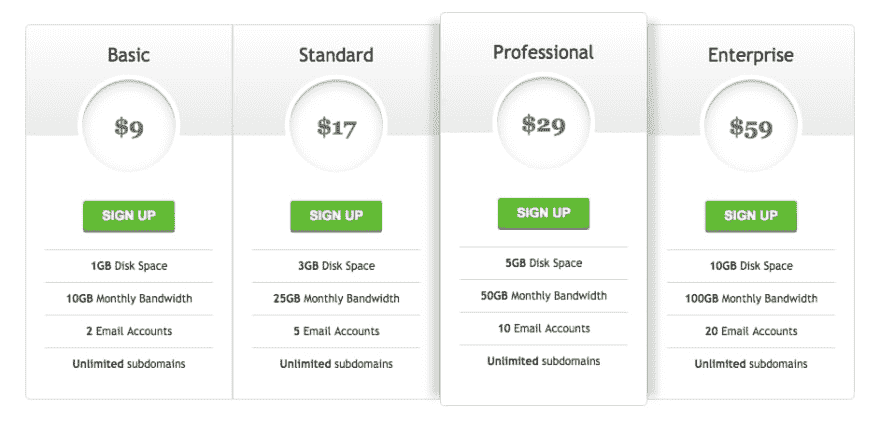 Basic
$9
SIGN UP
1GB Disk Space
10GB Monthly Bandwidth
2 Email Accounts
Unlimited subdomains
Standard
$17
SIGN UP
3GB Disk Space
25GB Monthly Bandwidth
5 Email Accounts
Unlimited subdomains
Professional
$29
SIGN UP
5GB Disk Space
50GB Monthly Bandwidth
10 Email Accounts
Unlimited subdomains
Enterprise
$59
SIGN UP
10GB Disk Space
100GB Monthly Bandwidth
20 Email Accounts
Unlimited subdomains